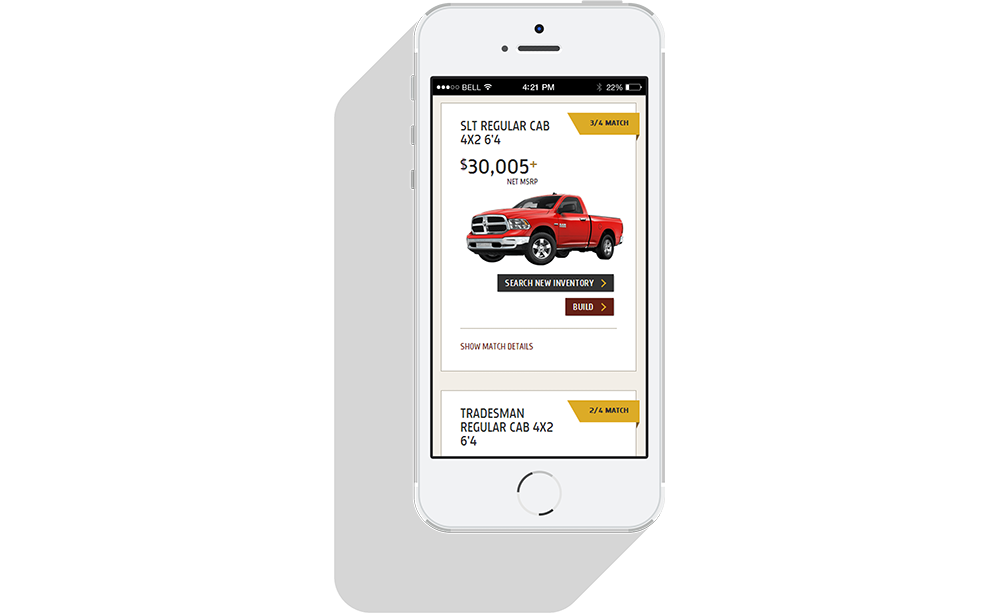 BELL
4:21 PM
22%
3/4 MATCH
SLT REGULAR CAB
4X2 6'4
$30,005+
NET MSRP
SEARCH NEW INVENTORY
BUILD
SHOW MATCH DETAILS
2/4 MATCH
TRADESMAN
REGULAR CAB 4X2
6'4